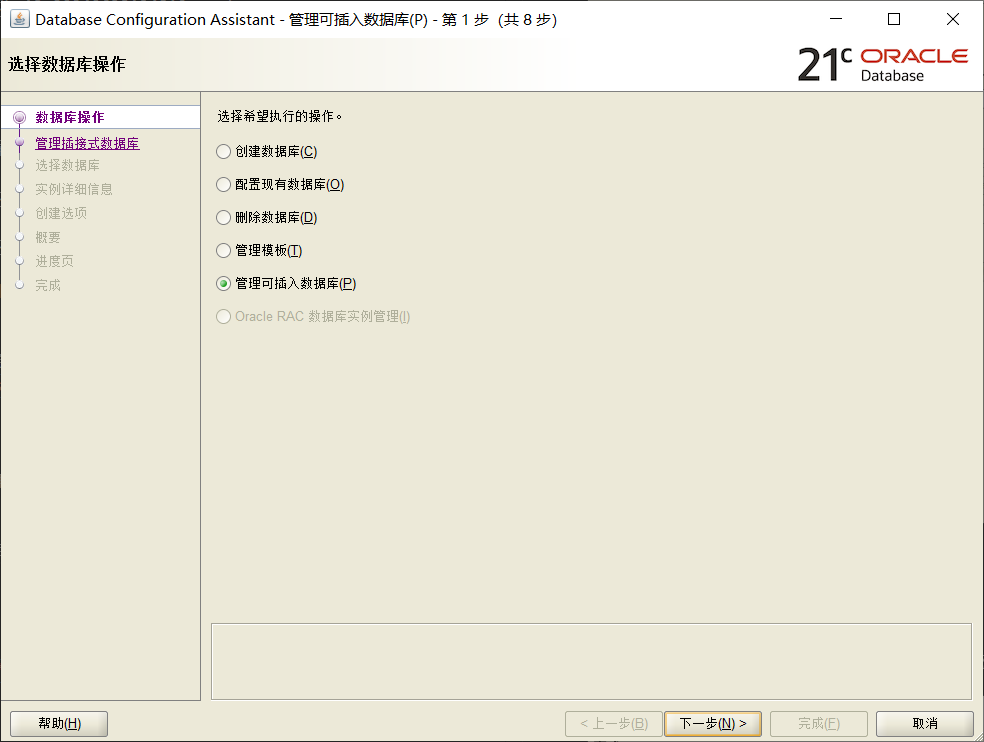 Database Configuration Assistant - 管理可插入数据库(P) - 第 1 步 (共 8 步)
选择数据库操作
21c ORACLE
Database
数据库操作
管理插接式数据库
选择数据库
实例详细信息
创建选项
概要
进度页
完成
选择希望执行的操作。
创建数据库(C)
配置现有数据库(O)
删除数据库(D)
管理模板(T)
管理可插入数据库(P)
Oracle RAC 数据库实例管理(I)
帮助(H)
< 上一步(B)
下一步(N) >
完成(F)
取消